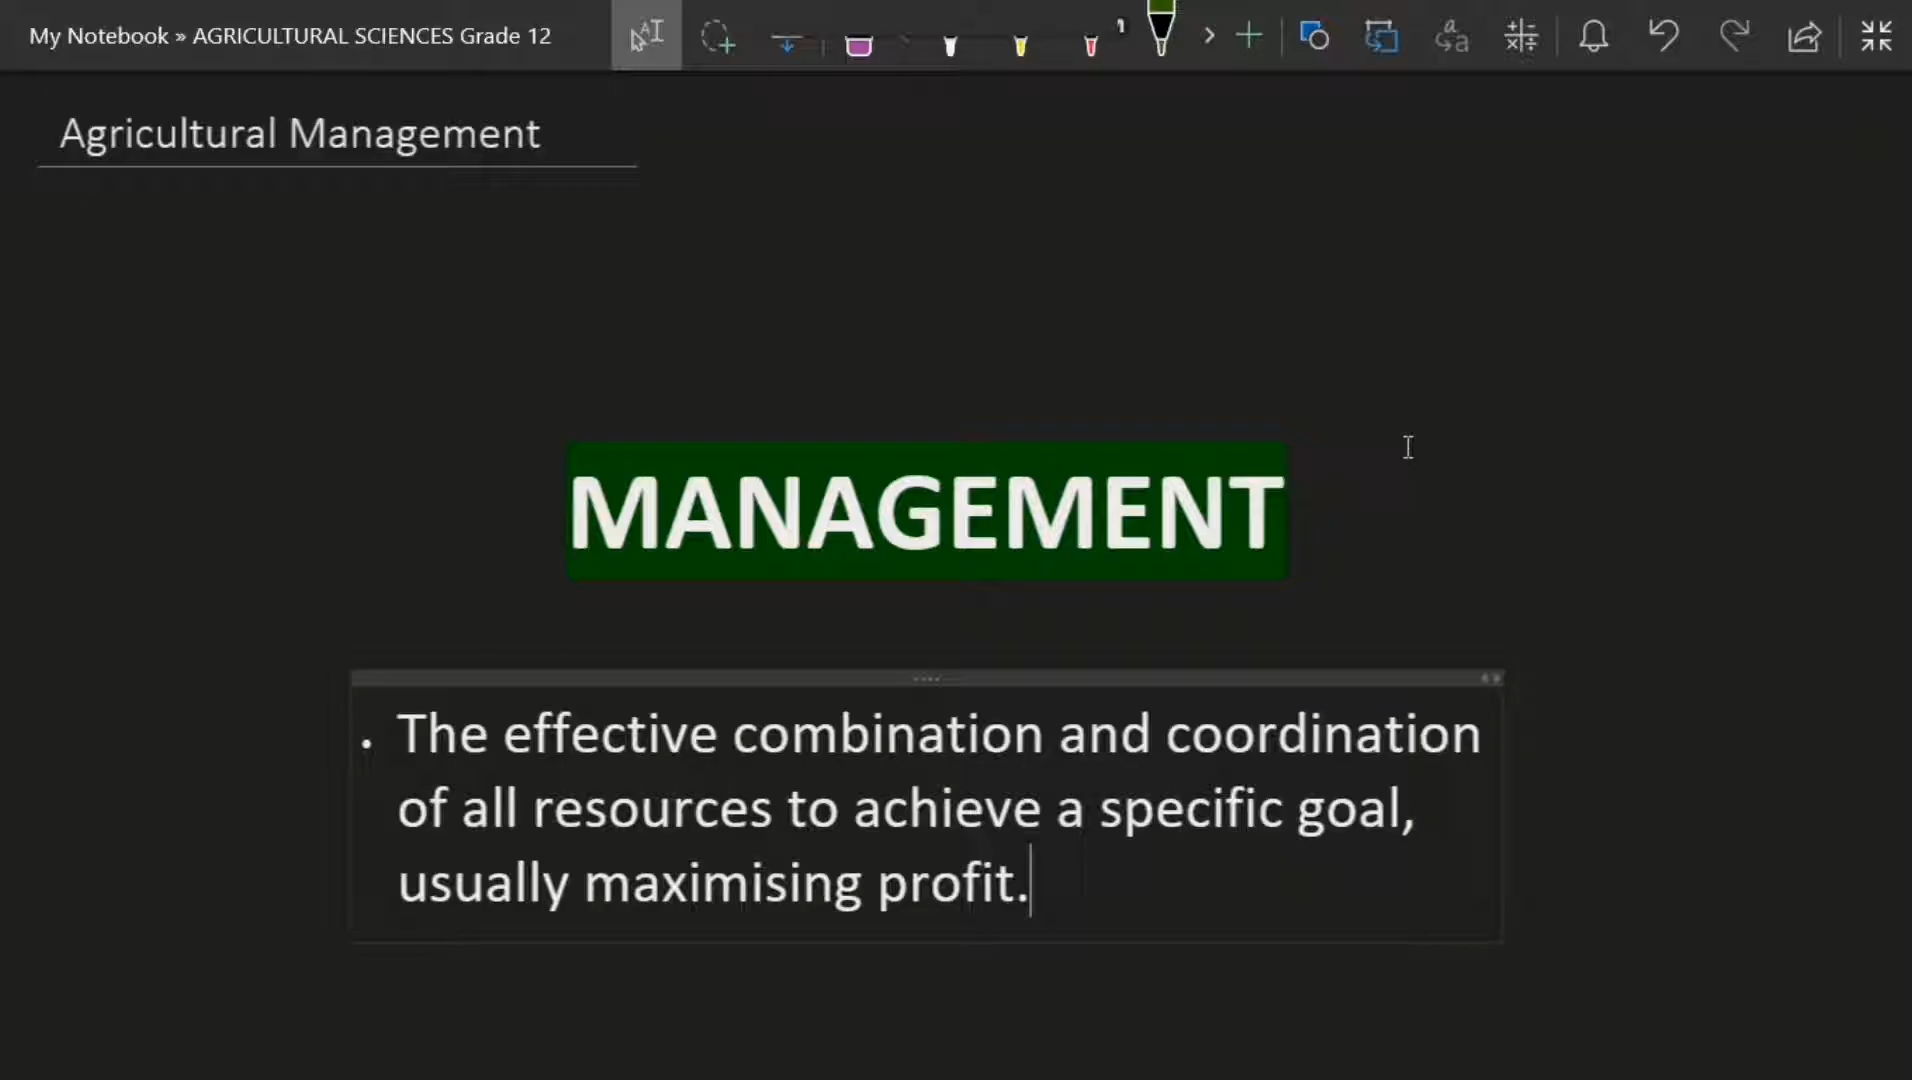 My Notebook » AGRICULTURAL SCIENCES Grade 12
Agricultural Management
MANAGEMENT
• The effective combination and coordination
of all resources to achieve a specific goal,
usually maximising profit.